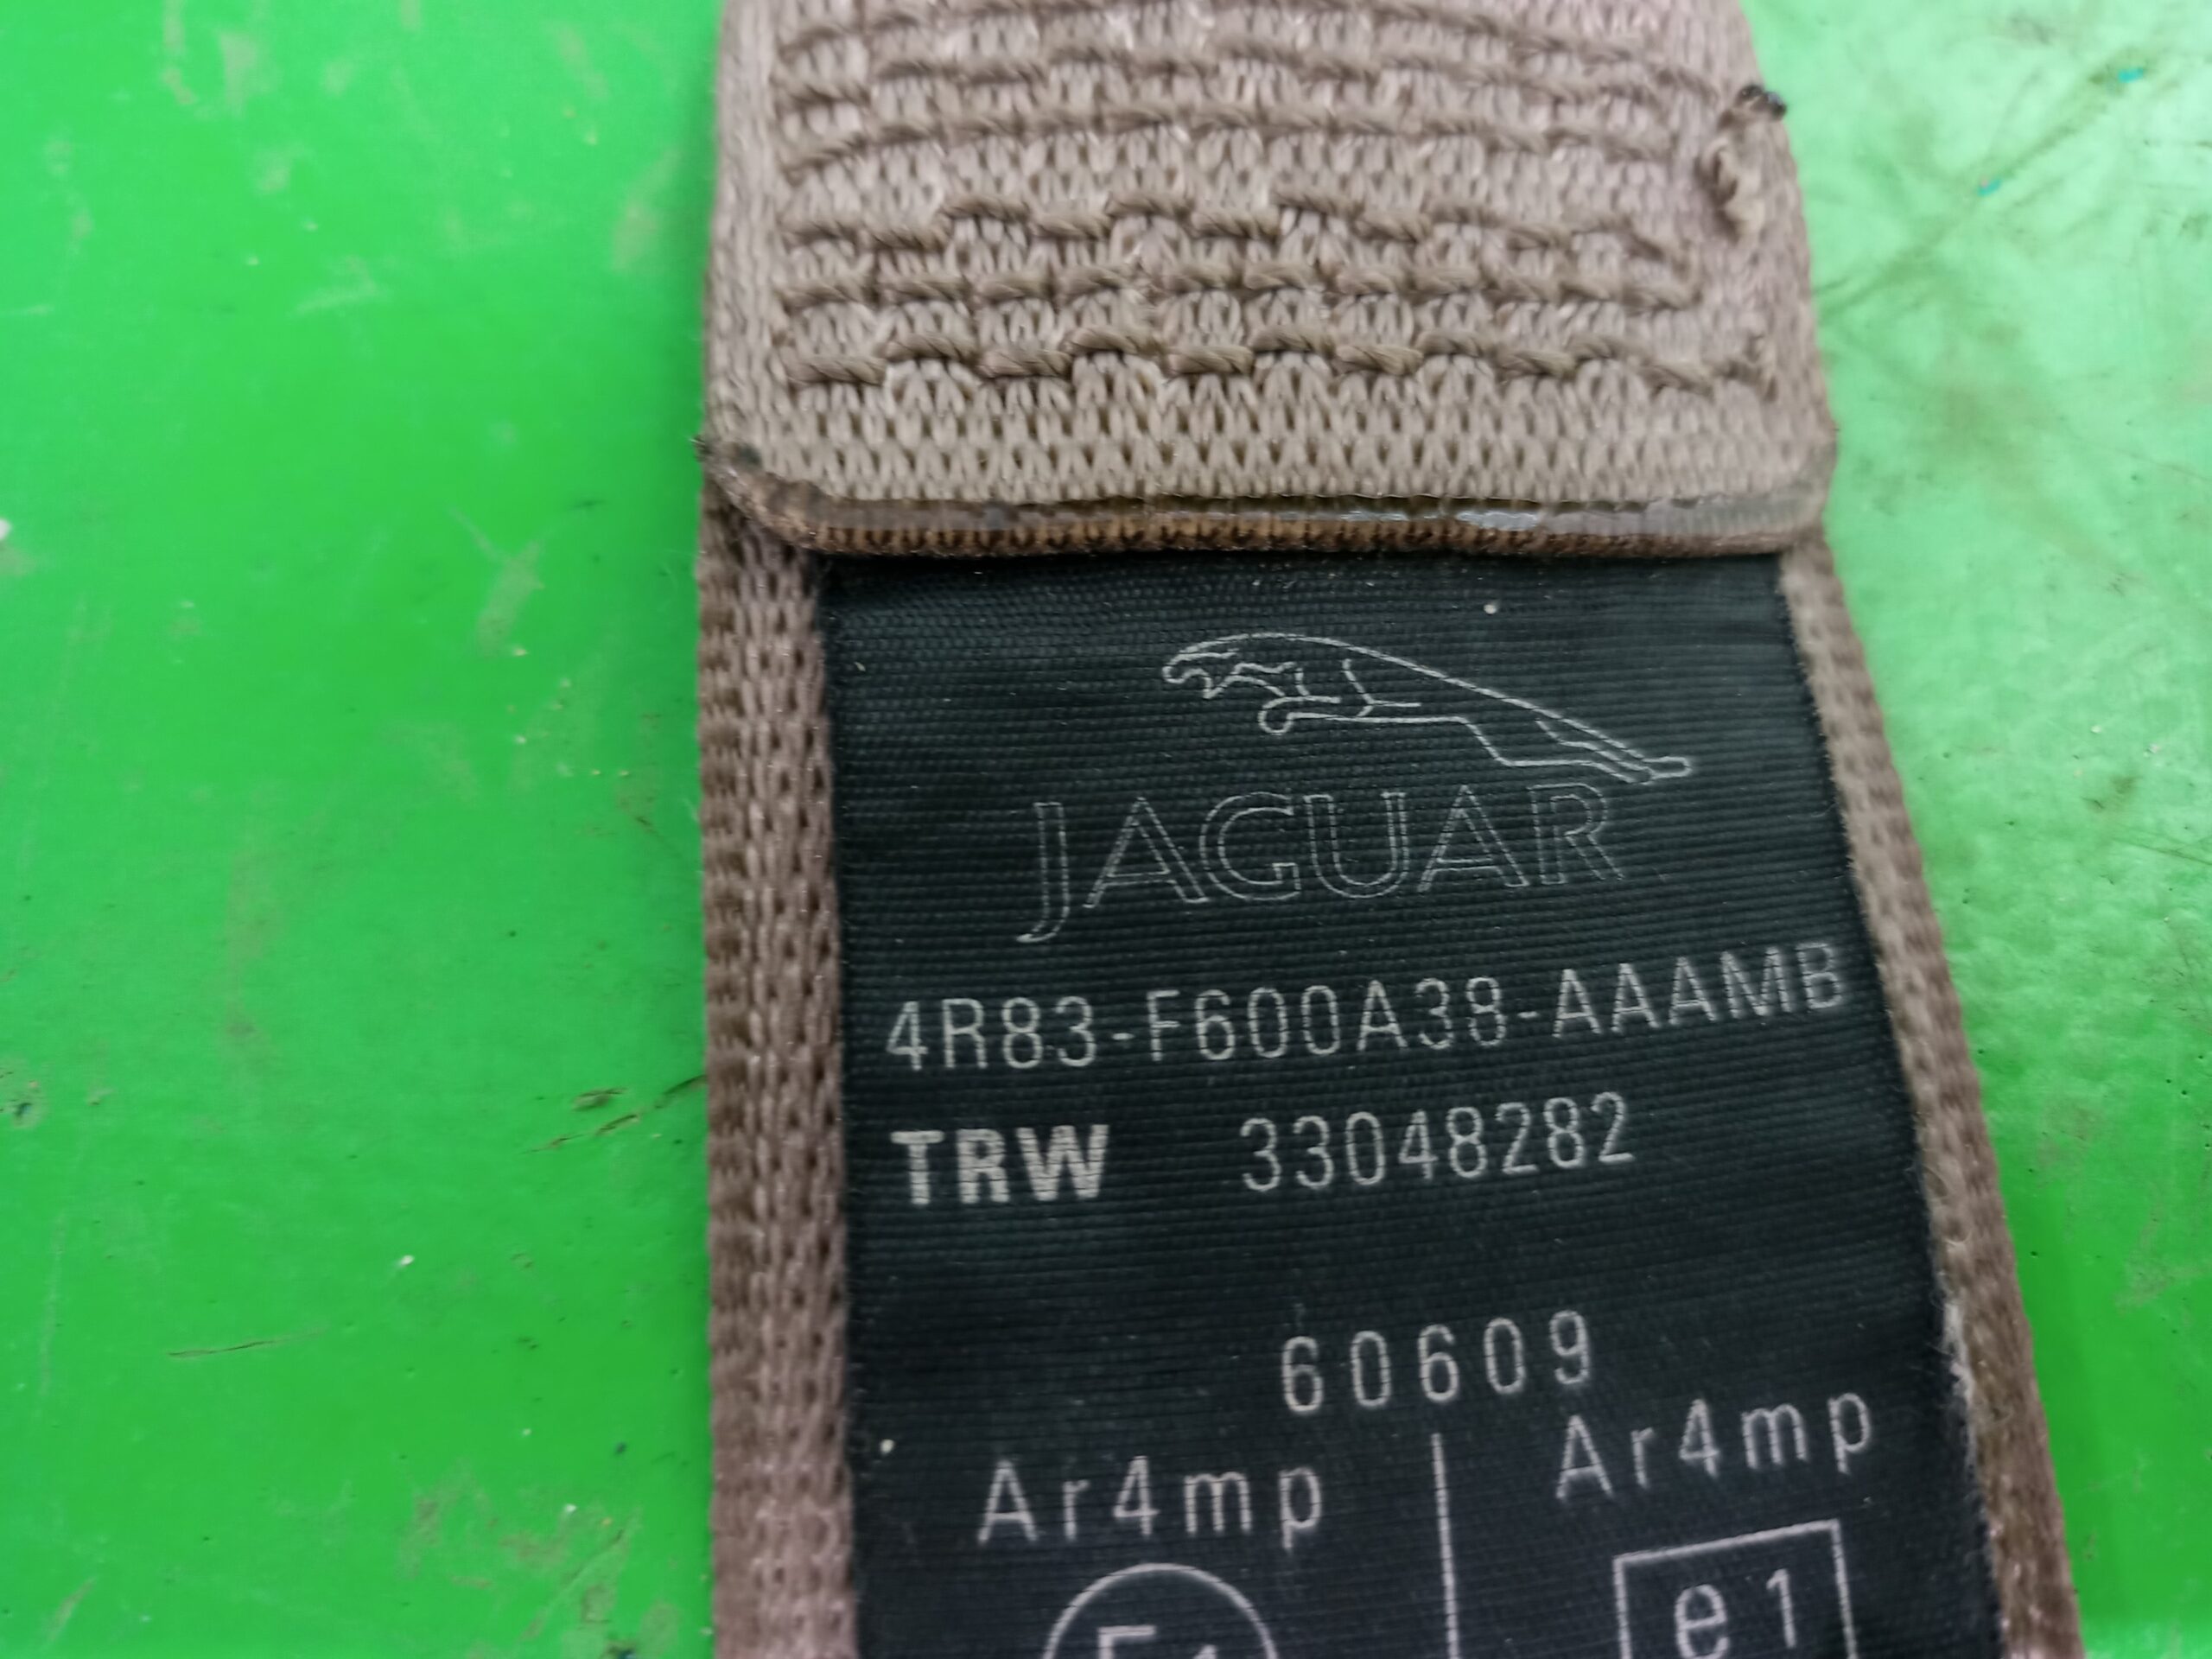 JAGUAR
4R83-F600A38-AAAMB
TRW 33048282
60609
Ar4mp Ar4mp
e1